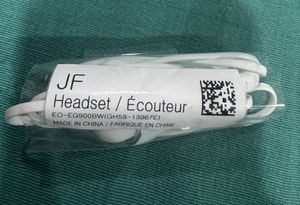 JF
Headset / Écouteur
EO-EG900BW(GH59-13967E)
MADE IN CHINA / FABRIQUÉ EN CHINE